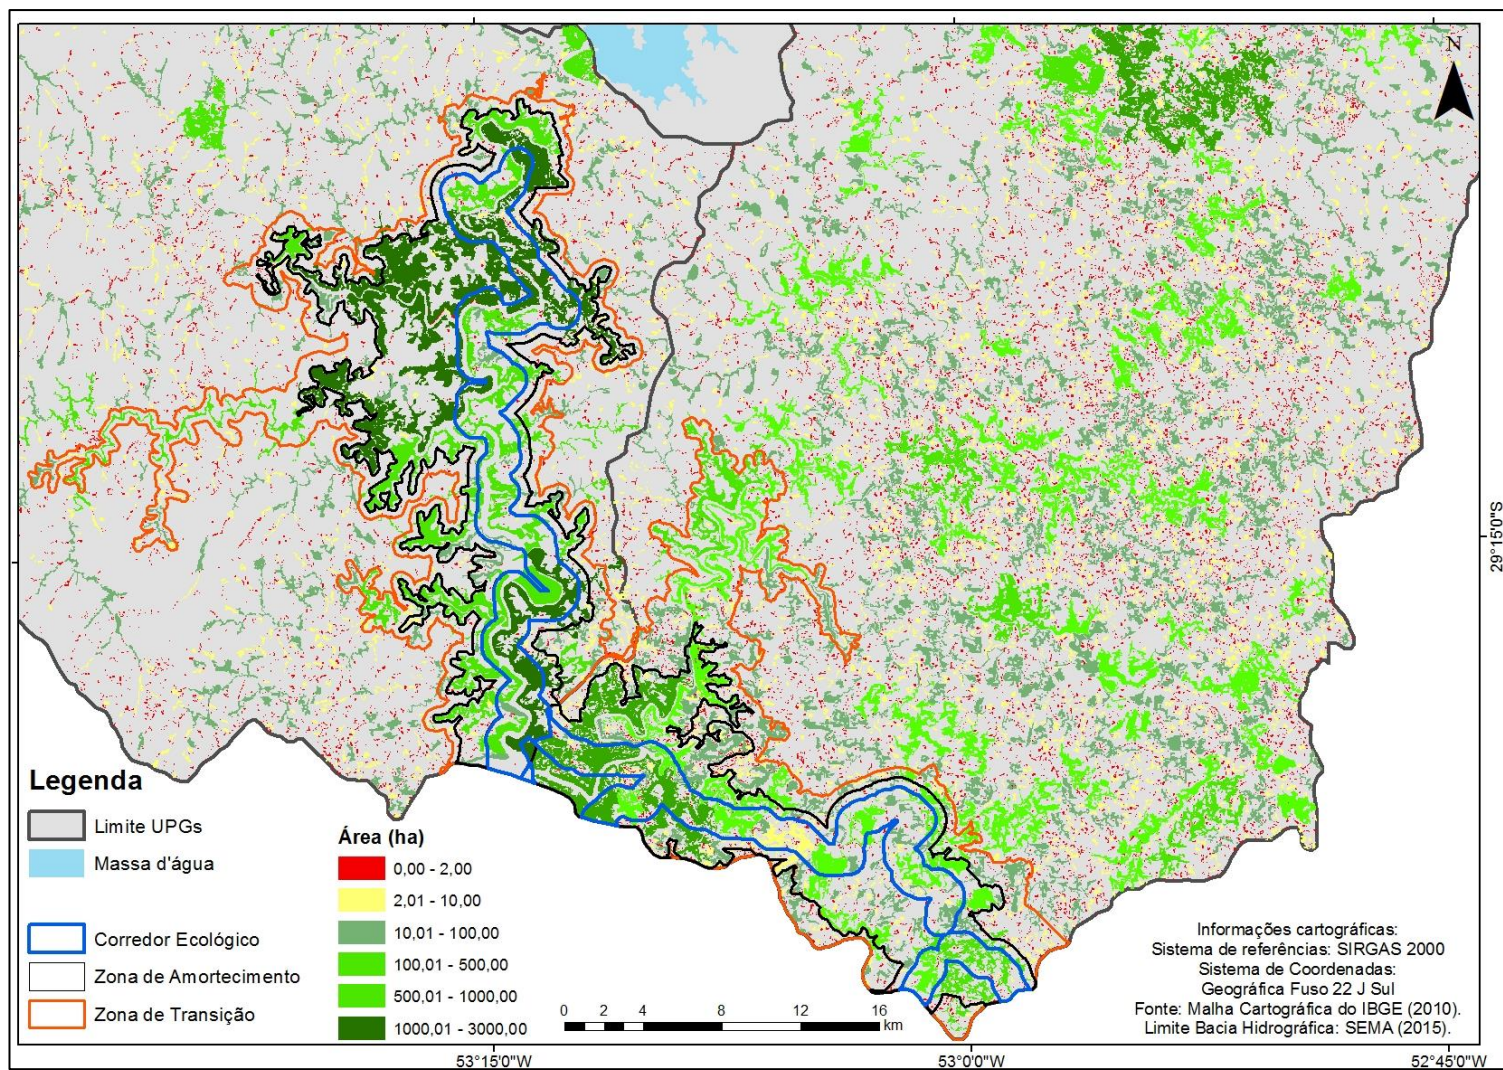 N
29°15'0"S
Legenda
Limite UPGs
Massa d'água
Corredor Ecológico
Zona de Amortecimento
Zona de Transição
Área (ha)
0,00 - 2,00
2,01 - 10,00
10,01 - 100,00
100,01 - 500,00
500,01 - 1000,00
1000,01 - 3000,00
0 2 4 8 12 16
km
Informações cartográficas:
Sistema de referências: SIRGAS 2000
Sistema de Coordenadas:
Geográfica Fuso 22 J Sul
Fonte: Malha Cartográfica do IBGE (2010).
Limite Bacia Hidrográfica: SEMA (2015).
53°15'0"W 53°0'0"W 52°45'0"W